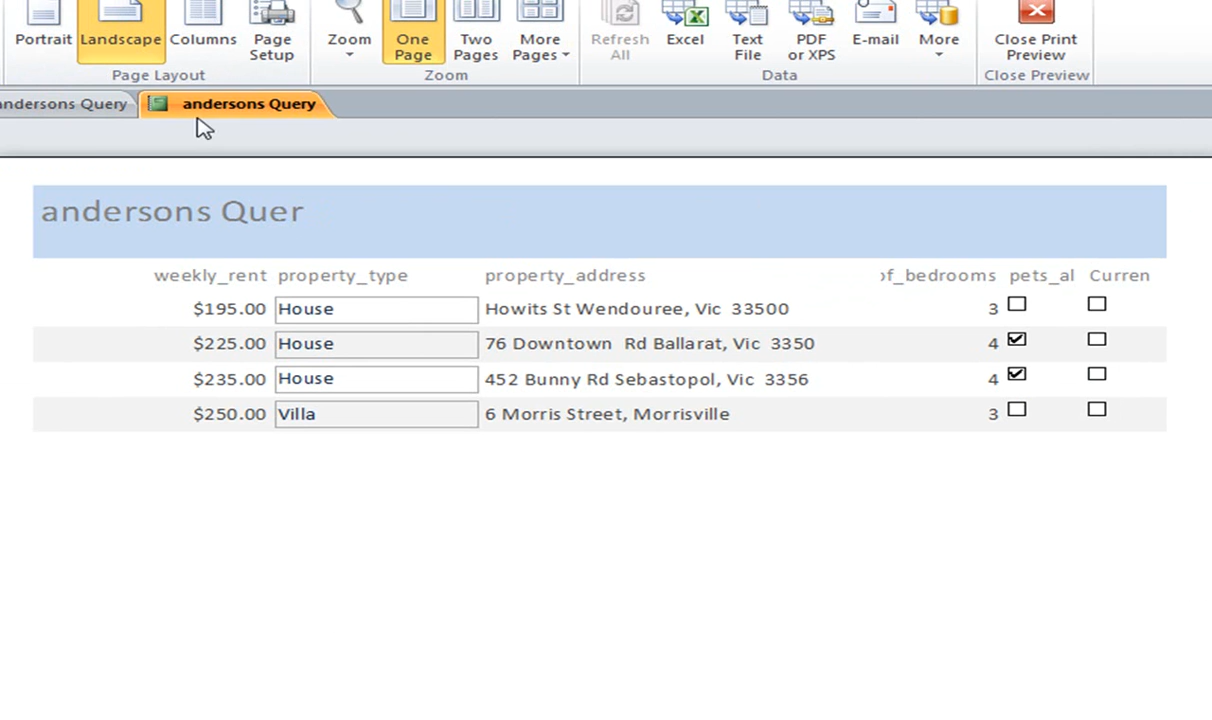 Portrait Landscape Columns Page Setup Zoom One Page Two Pages More Pages Refresh All Excel Text File PDF or XPS E-mail More Close Print Preview
Page Layout Zoom Data Close Preview
andersons Query andersons Query
andersons Quer
weekly_rent property_type property_address of_bedrooms pets_al Curren
$195.00 House Howits St Wendouree, Vic 33500 3
$225.00 House 76 Downtown Rd Ballarat, Vic 3350 4
$235.00 House 452 Bunny Rd Sebastopol, Vic 3356 4
$250.00 Villa 6 Morris Street, Morrisville 3